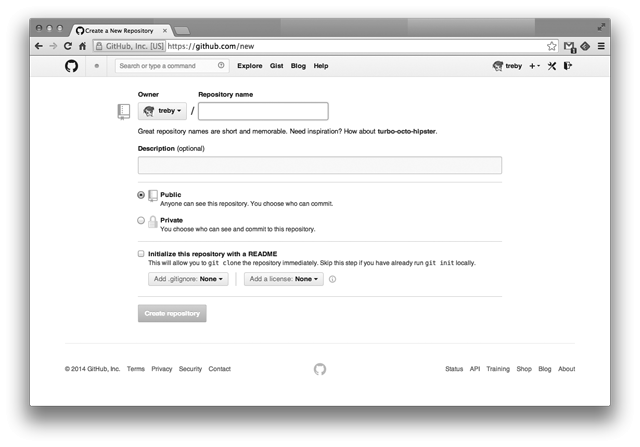 Create a New Repository
GitHub, Inc. [US] https://github.com/new
Search or type a command
Explore Gist Blog Help
treby
Owner Repository name
treby /
Great repository names are short and memorable. Need inspiration? How about turbo-octo-hipster.
Description (optional)
Public
Anyone can see this repository. You choose who can commit.
Private
You choose who can see and commit to this repository.
Initialize this repository with a README
This will allow you to git clone the repository immediately. Skip this step if you have already run git init locally.
Add .gitignore: None Add a license: None
Create repository
© 2014 GitHub, Inc. Terms Privacy Security Contact
Status API Training Shop Blog About